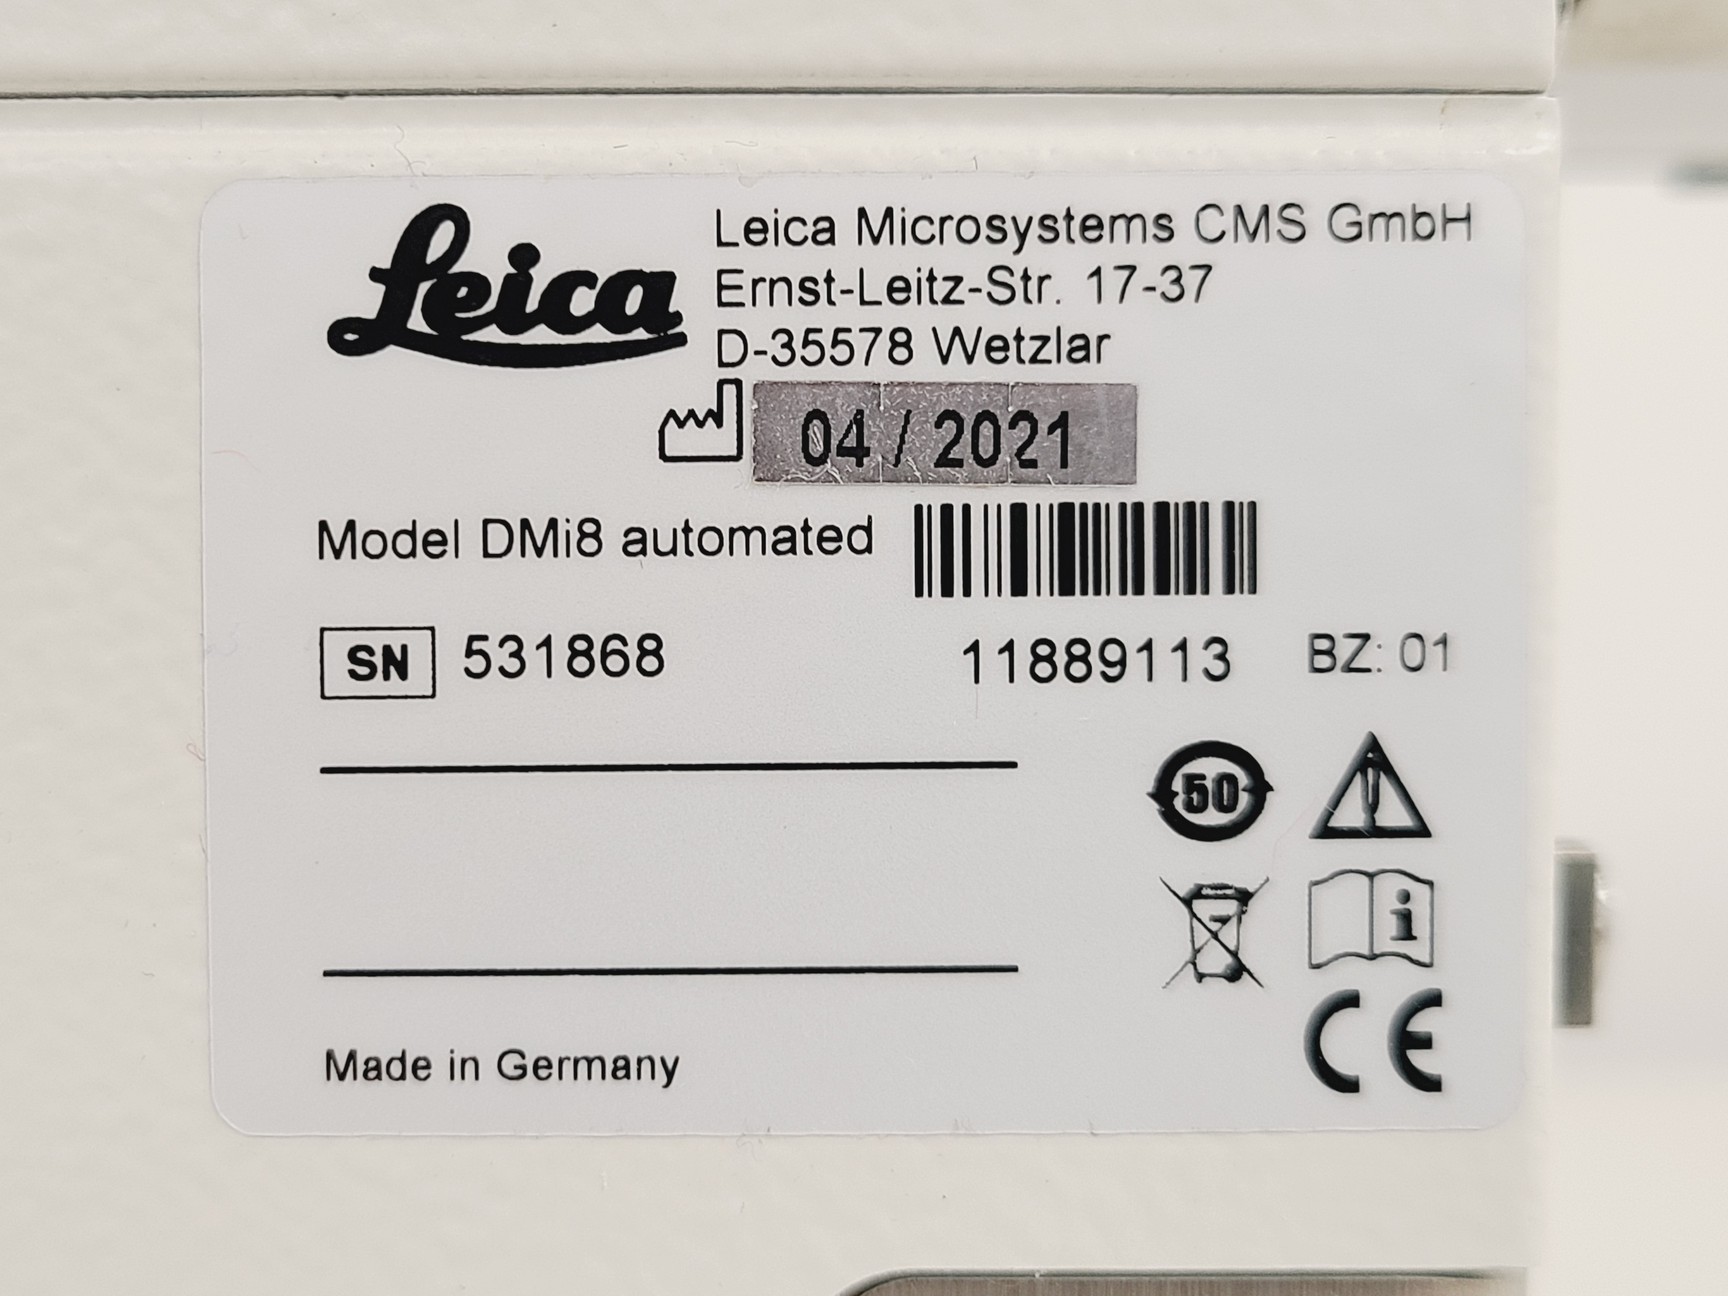 Leica
Leica Microsystems CMS GmbH
Ernst-Leitz-Str. 17-37
D-35578 Wetzlar
04 / 2021
Model DMi8 automated
SN 531868
11889113 BZ: 01
50
i
CE
Made in Germany